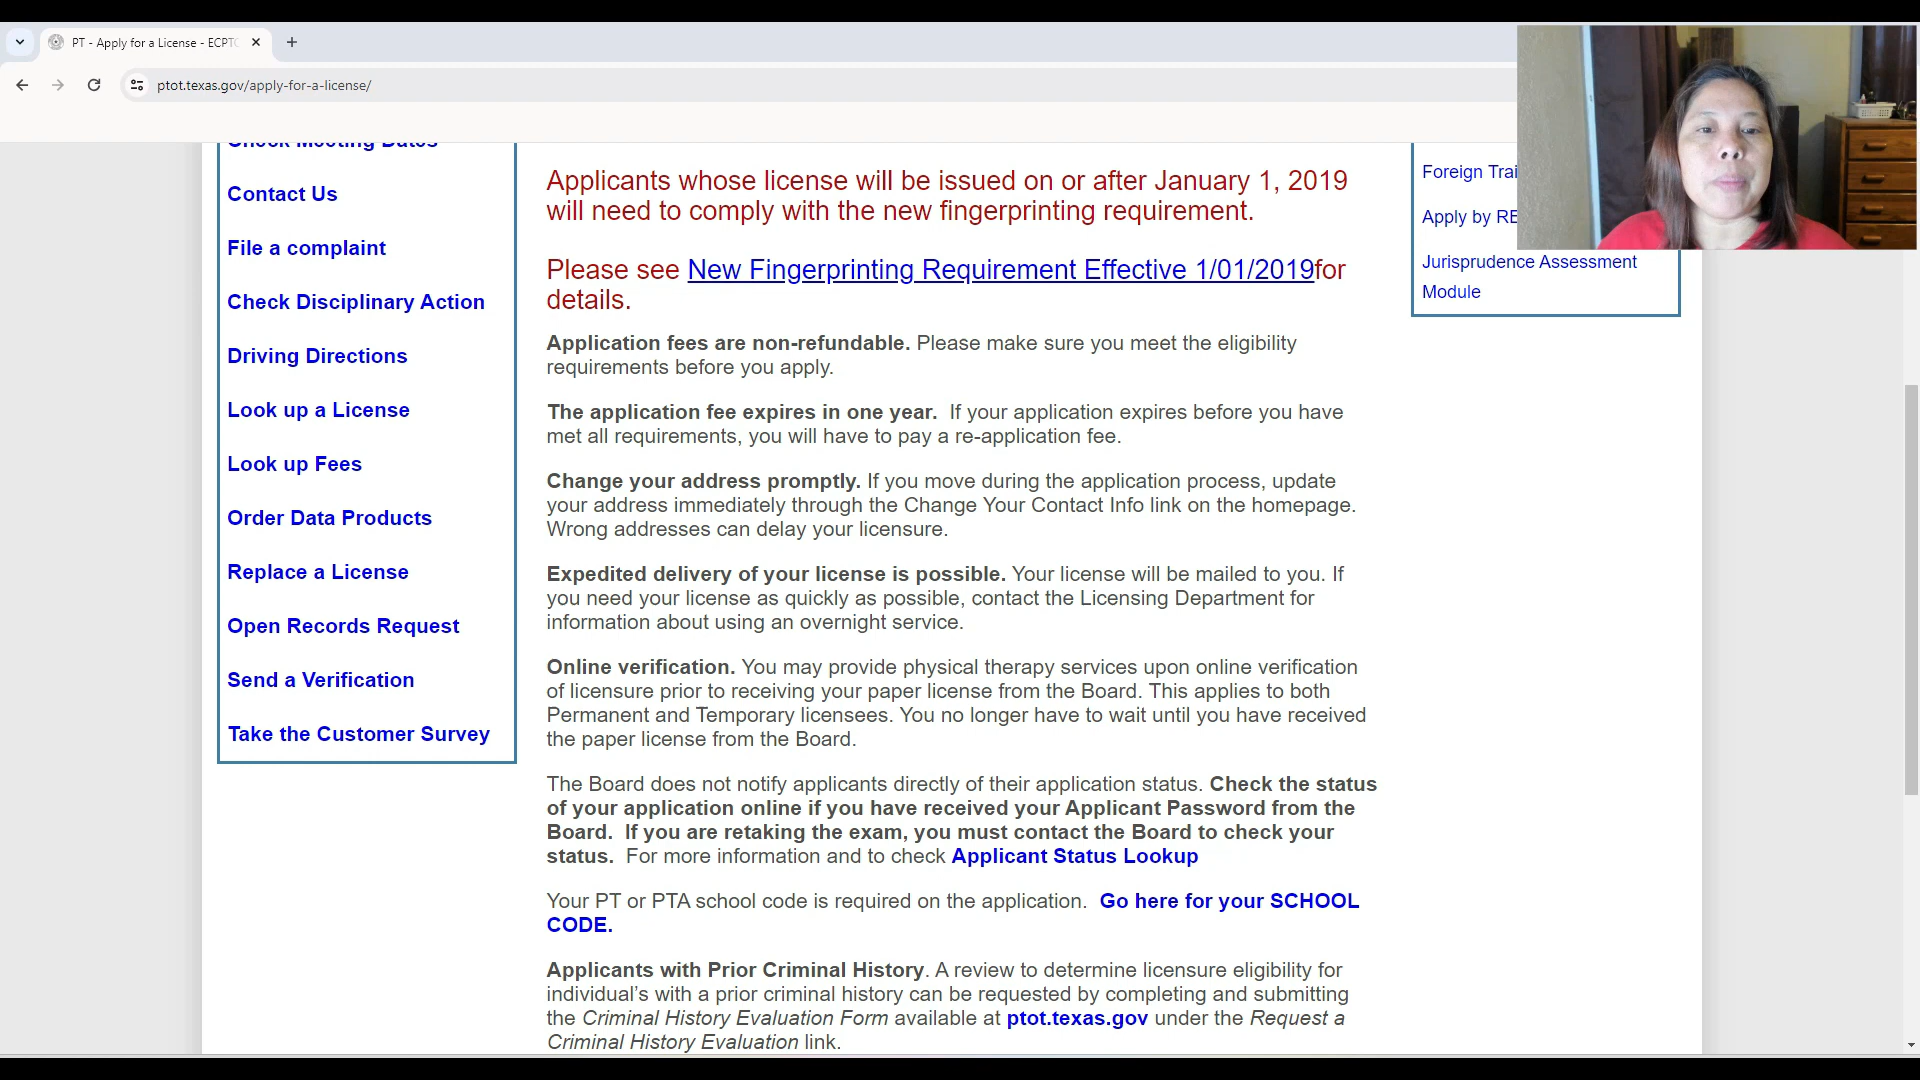 PT - Apply for a License - ECPTO
ptot.texas.gov/apply-for-a-license/
Check Meeting Dates
Contact Us
File a complaint
Check Disciplinary Action
Driving Directions
Look up a License
Look up Fees
Order Data Products
Replace a License
Open Records Request
Send a Verification
Take the Customer Survey
Applicants whose license will be issued on or after January 1, 2019
will need to comply with the new fingerprinting requirement.
Please see New Fingerprinting Requirement Effective 1/01/2019for
details.
Application fees are non-refundable. Please make sure you meet the eligibility
requirements before you apply.
The application fee expires in one year.  If your application expires before you have
met all requirements, you will have to pay a re-application fee.
Change your address promptly. If you move during the application process, update
your address immediately through the Change Your Contact Info link on the homepage.
Wrong addresses can delay your licensure.
Expedited delivery of your license is possible. Your license will be mailed to you. If
you need your license as quickly as possible, contact the Licensing Department for
information about using an overnight service.
Online verification. You may provide physical therapy services upon online verification
of licensure prior to receiving your paper license from the Board. This applies to both
Permanent and Temporary licensees. You no longer have to wait until you have received
the paper license from the Board.
The Board does not notify applicants directly of their application status. Check the status
of your application online if you have received your Applicant Password from the
Board.  If you are retaking the exam, you must contact the Board to check your
status.  For more information and to check Applicant Status Lookup
Your PT or PTA school code is required on the application.  Go here for your SCHOOL
CODE.
Applicants with Prior Criminal History. A review to determine licensure eligibility for
individual’s with a prior criminal history can be requested by completing and submitting
the Criminal History Evaluation Form available at ptot.texas.gov under the Request a
Criminal History Evaluation link.
Foreign Trai
Apply by RE
Jurisprudence Assessment
Module